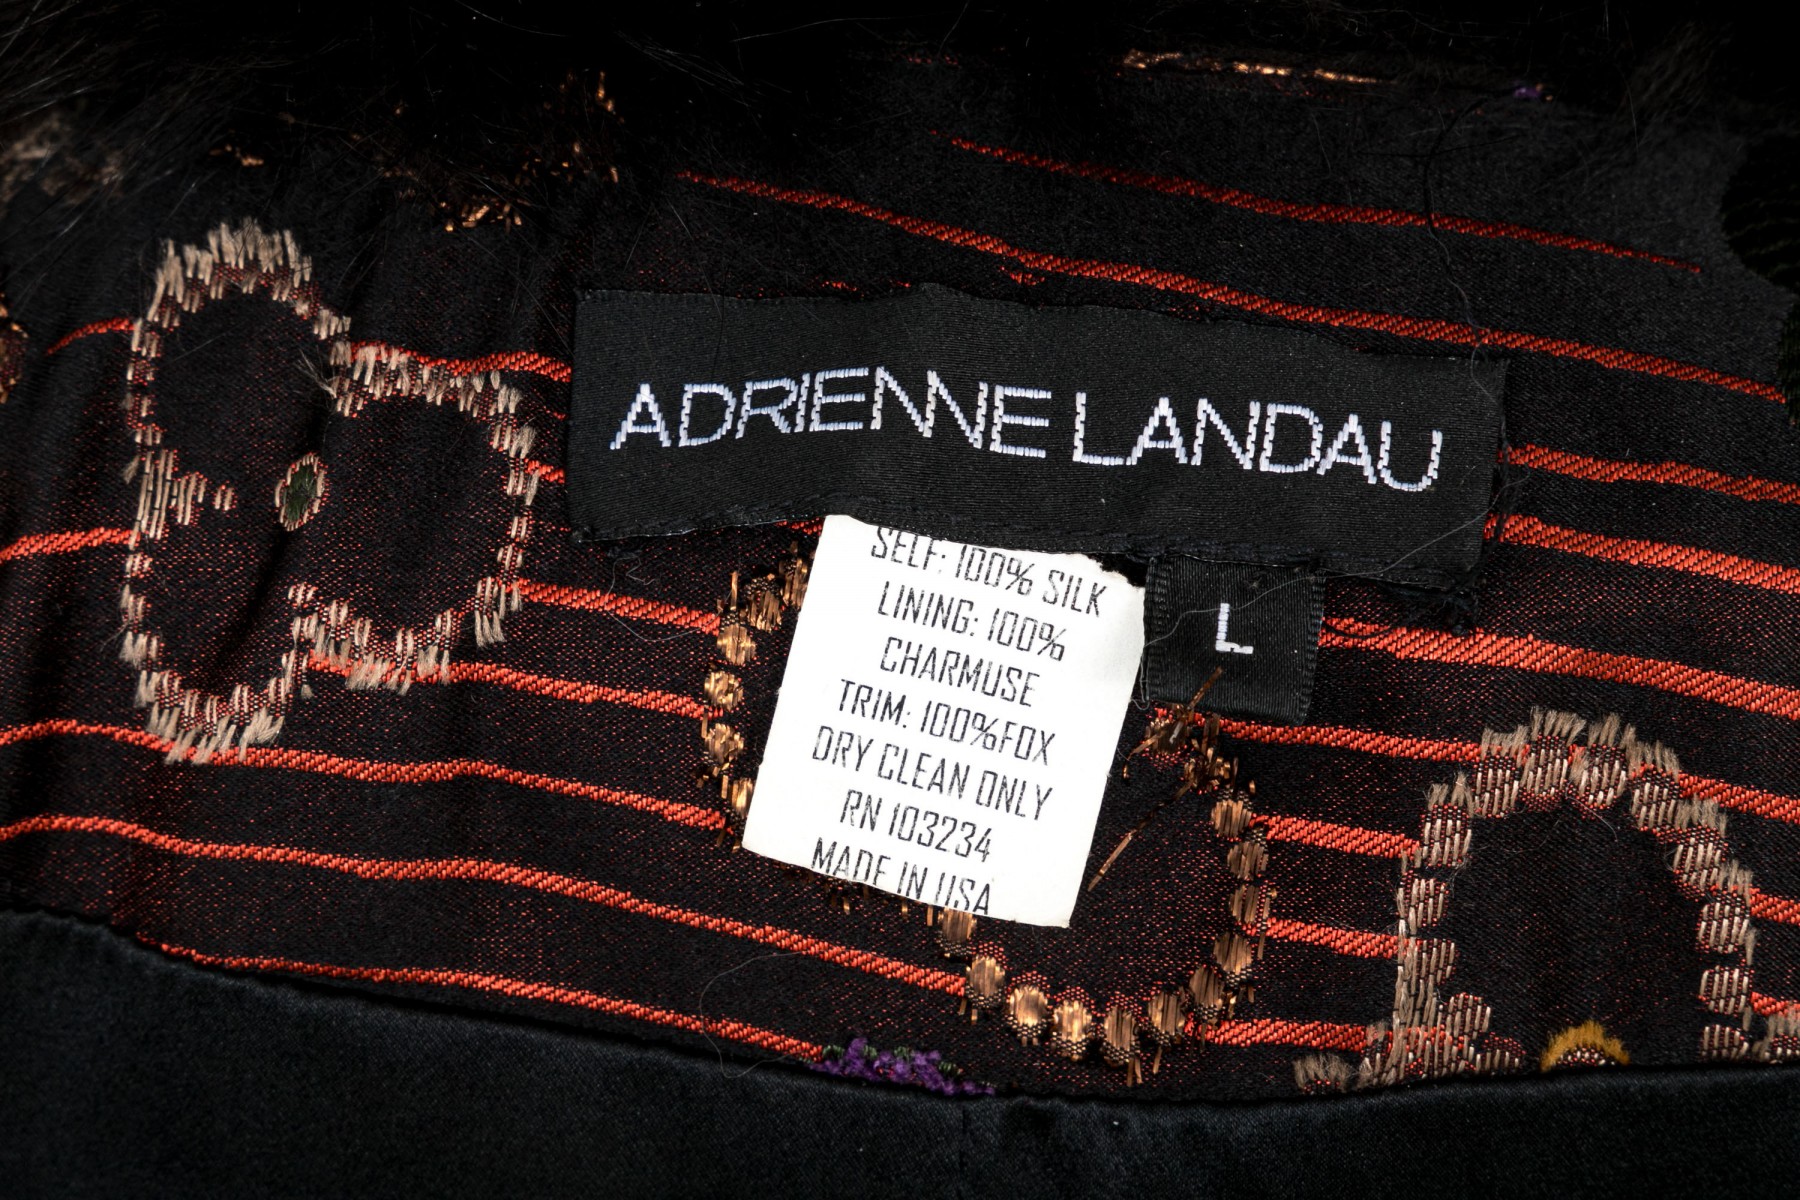 ADRIENNE LANDAU
SELF: 100% SILK
LINING: 100%
CHARMUSE
TRIM: 100%FOX
DRY CLEAN ONLY
RN 103234
MADE IN USA
L